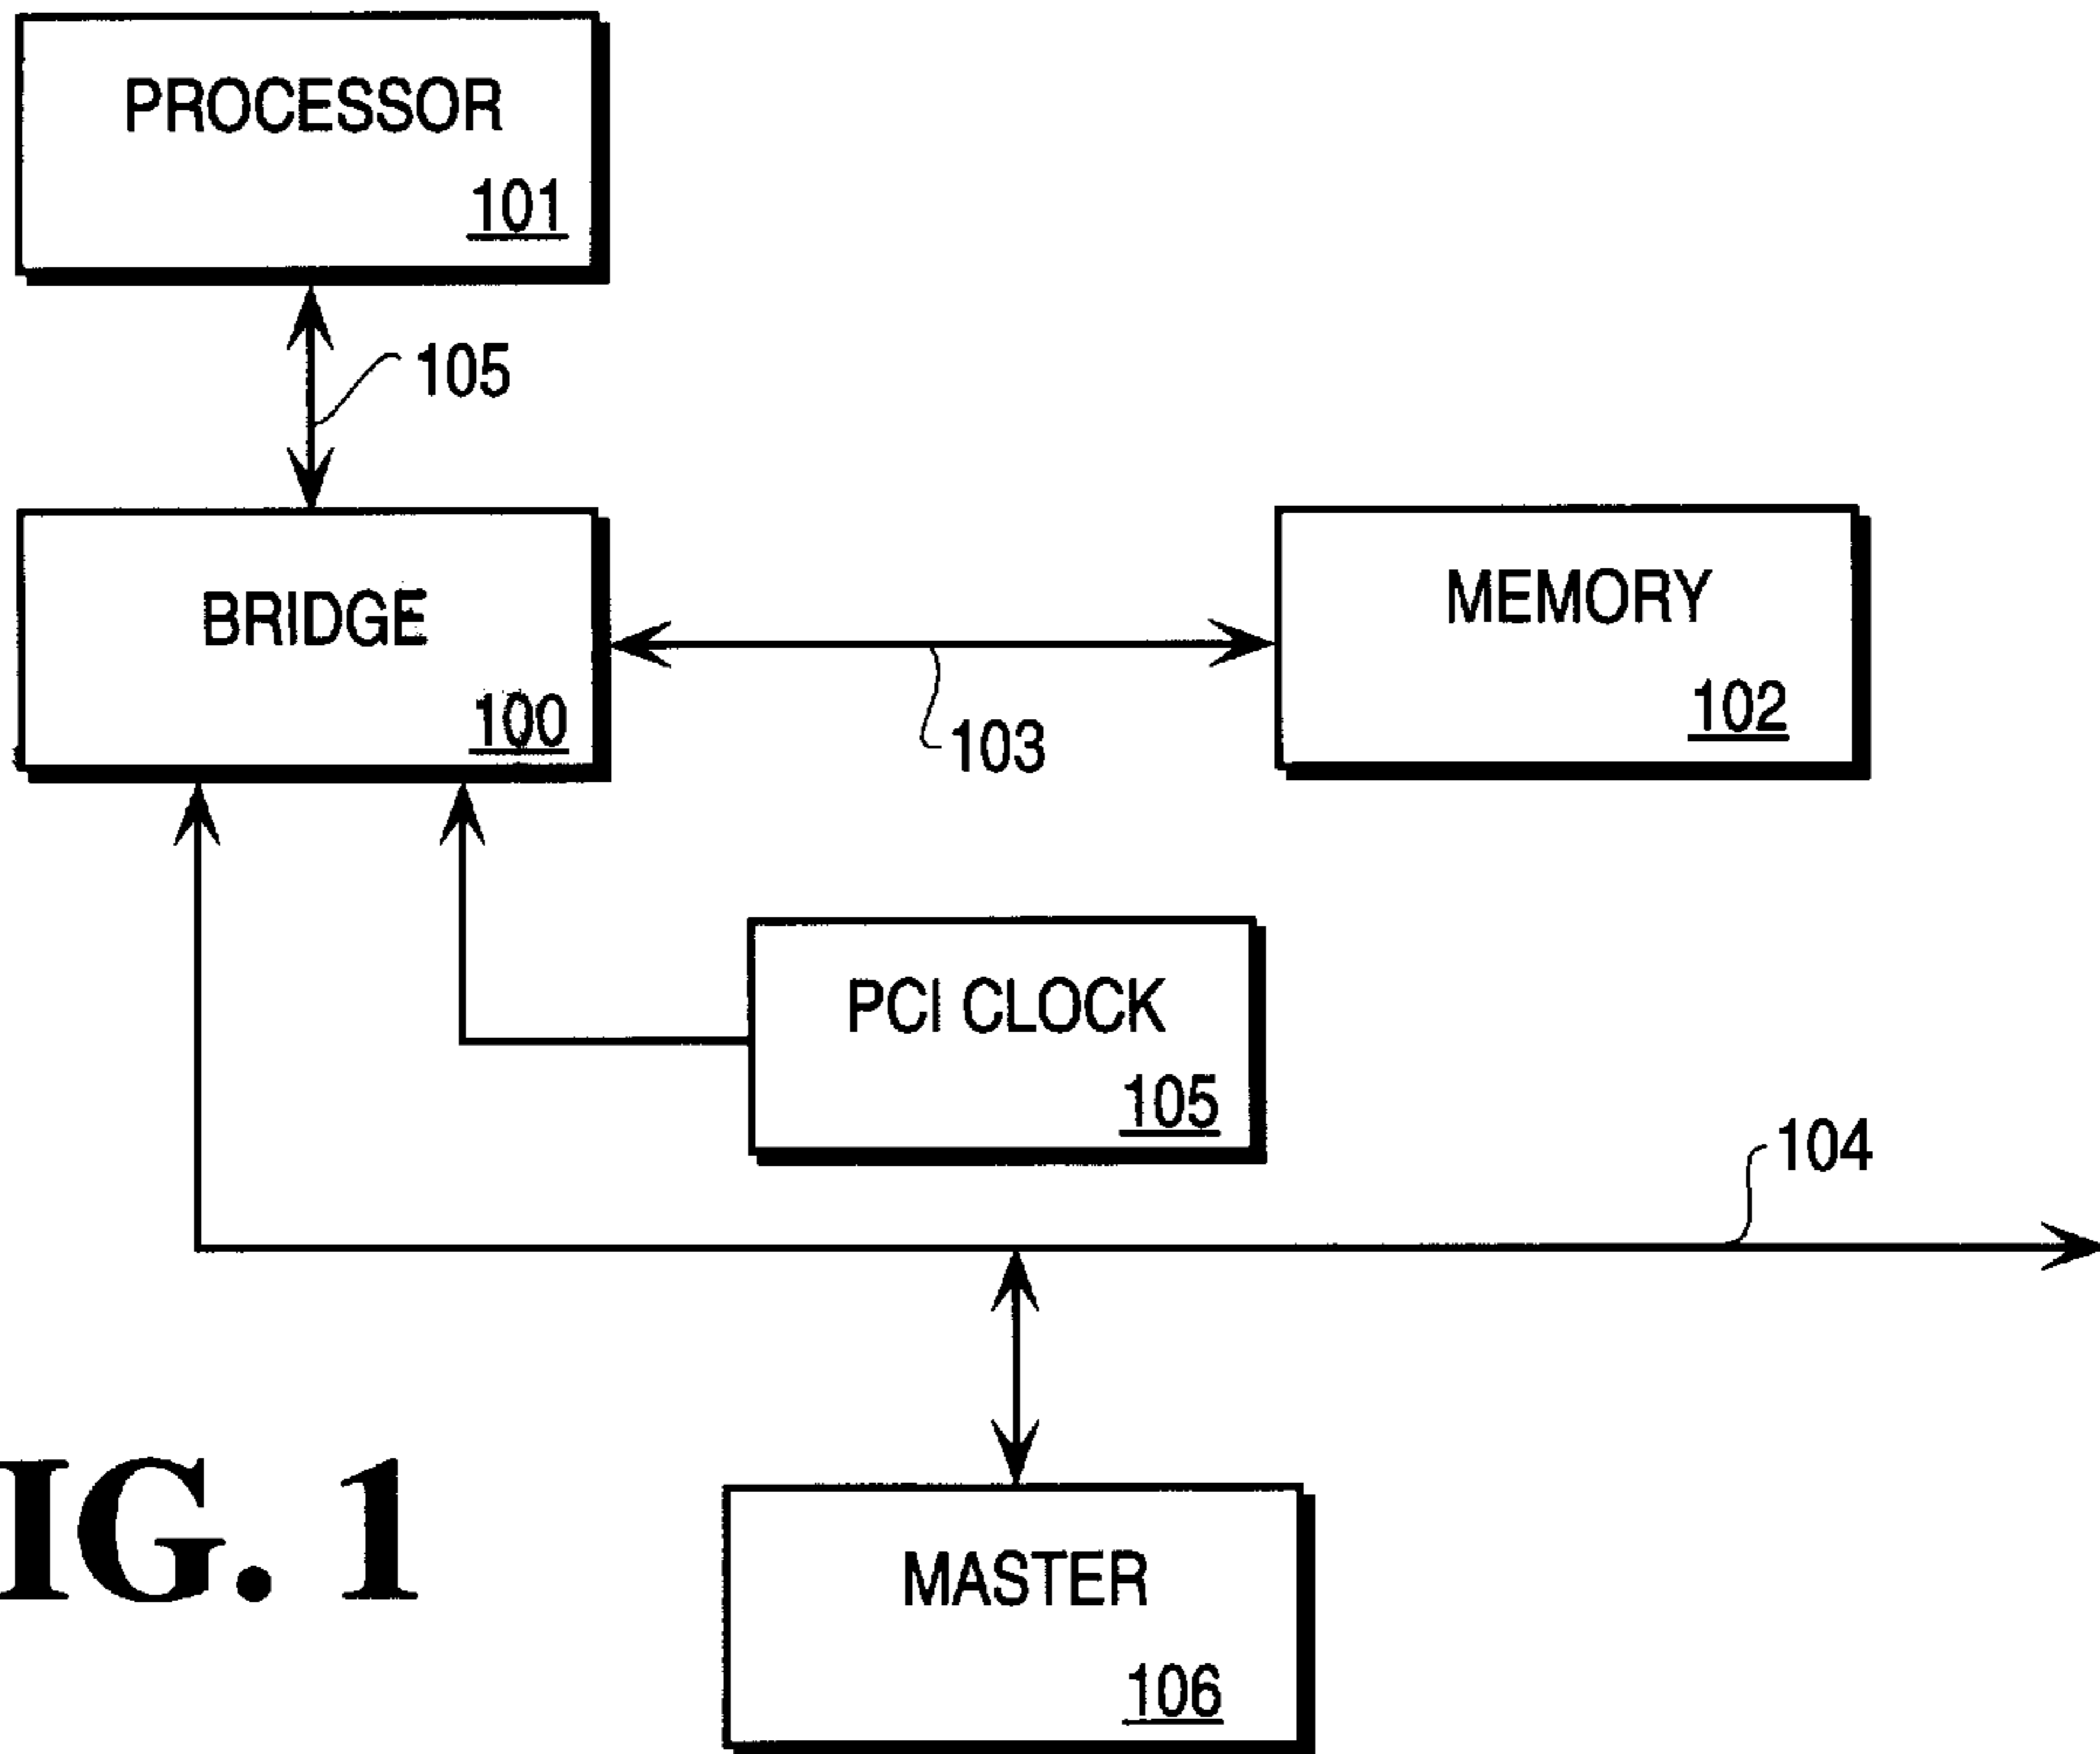 PROCESSOR
101
105
BRIDGE
100
MEMORY
102
103
PCI CLOCK
105
104
IG. 1
MASTER
106